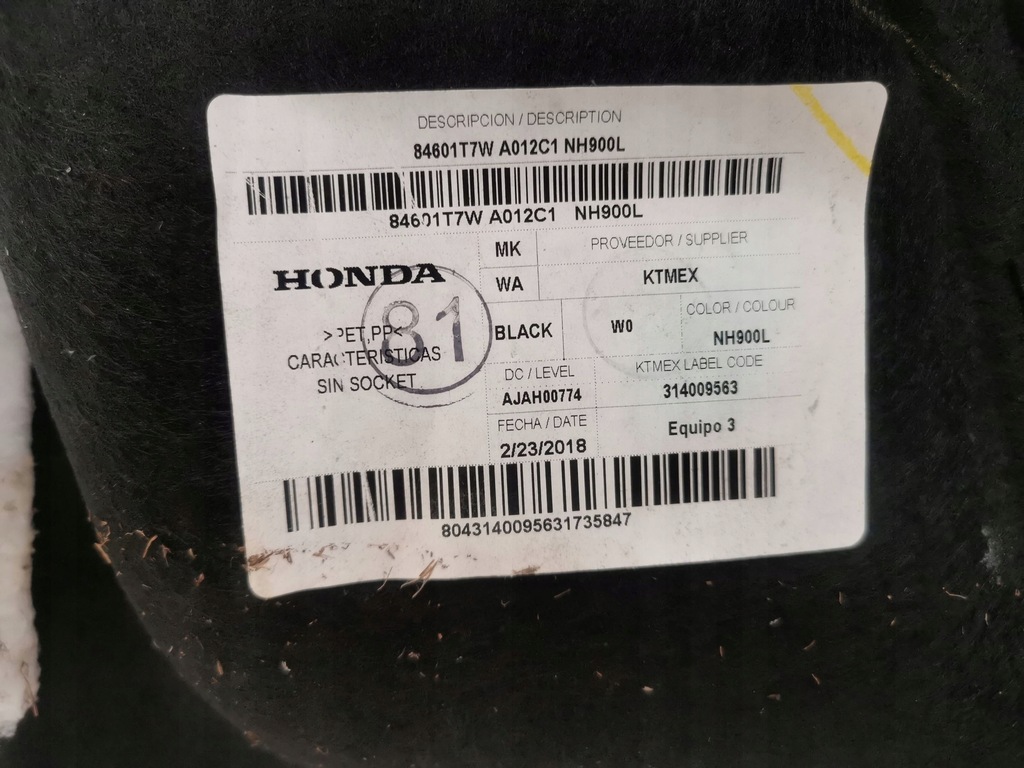 DESCRIPCION / DESCRIPTION
84601T7W A012C1 NH900L
84601T7W A012C1 NH900L
MK
PROVEEDOR / SUPPLIER
HONDA
WA
KTMEX
81
>PET,PP<
BLACK
W0
COLOR / COLOUR
NH900L
CARACTERISTICAS
SIN SOCKET
DC / LEVEL
AJAH00774
KTMEX LABEL CODE
314009563
FECHA / DATE
2/23/2018
Equipo 3
8043140095631735847